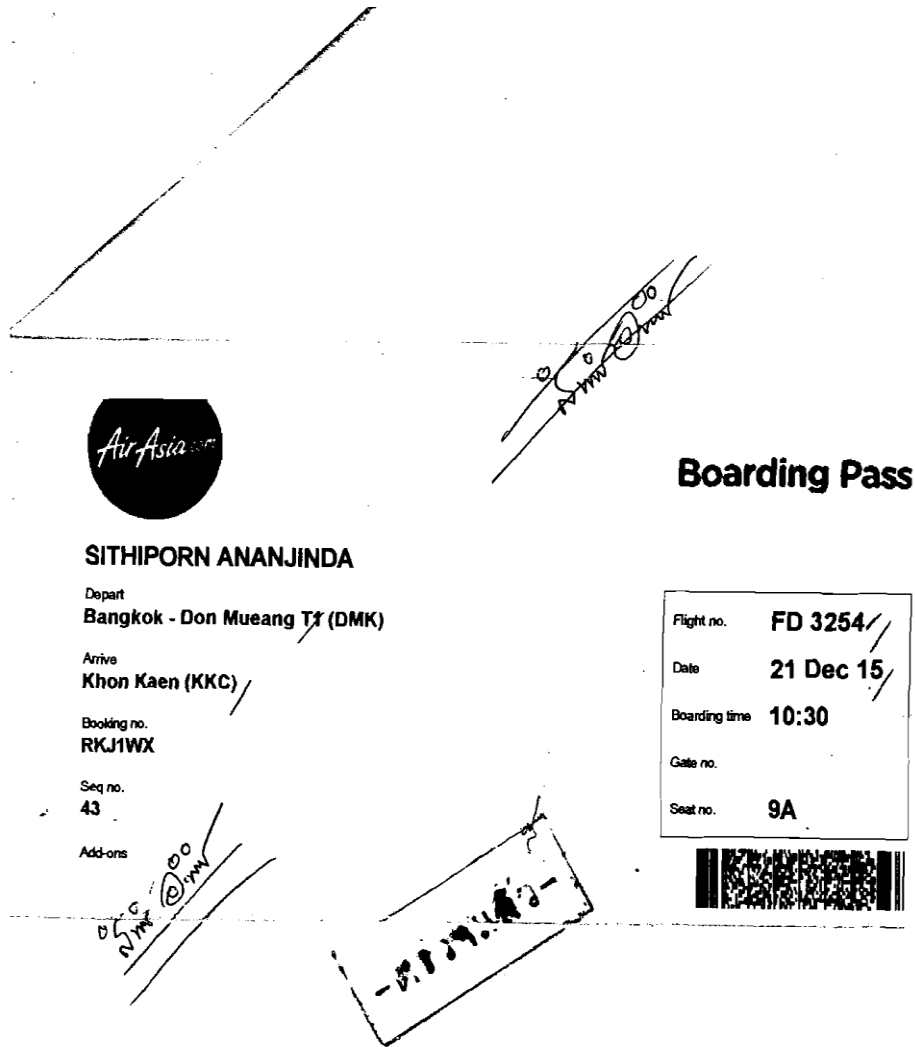 AirAsia.com
Boarding Pass
SITHIPORN ANANJINDA
Depart
Bangkok - Don Mueang T1 (DMK)
Arrive
Khon Kaen (KKC)
Booking no.
RKJ1WX
Seq no.
43
Add-ons
Flight no. FD 3254
Date 21 Dec 15
Boarding time 10:30
Gate no.
Seat no. 9A